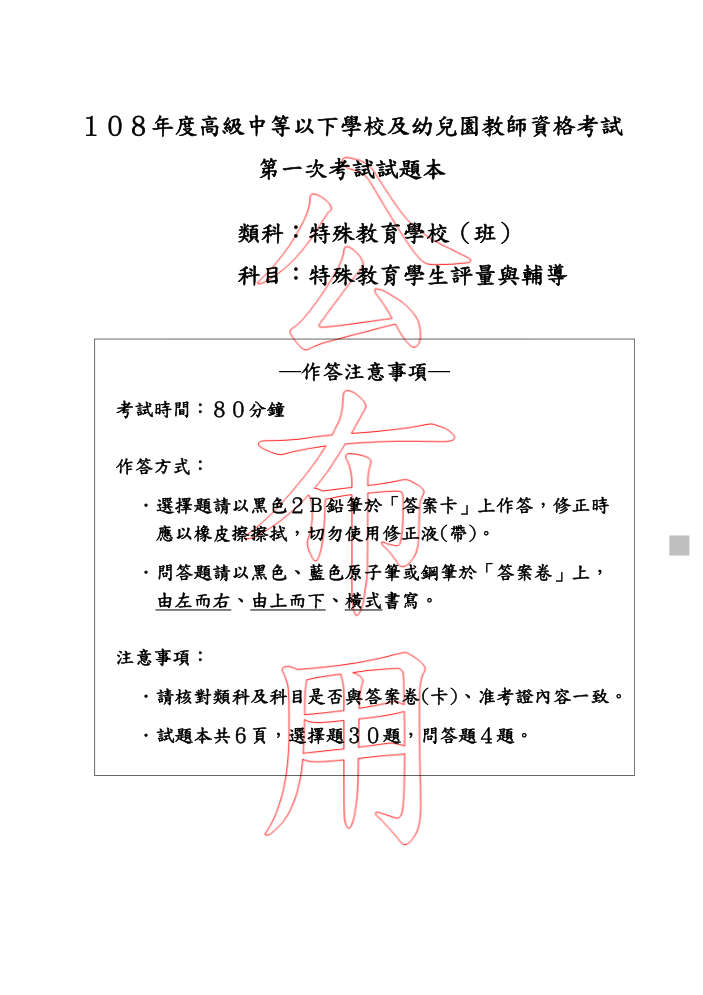 108年度高級中等以下學校及幼兒園教師資格考試
第一次考試試題本
類科：特殊教育學校（班）
科目：特殊教育學生評量與輔導
—作答注意事項—
考試時間：80分鐘
作答方式：
．選擇題請以黑色2B鉛筆於「答案卡」上作答，修正時
應以橡皮擦擦拭，切勿使用修正液(帶)。
．問答題請以黑色、藍色原子筆或鋼筆於「答案卷」上，
由左而右、由上而下、橫式書寫。
注意事項：
．請核對類科及科目是否與答案卷(卡)、准考證內容一致。
．試題本共6頁，選擇題30題，問答題4題。
公布用